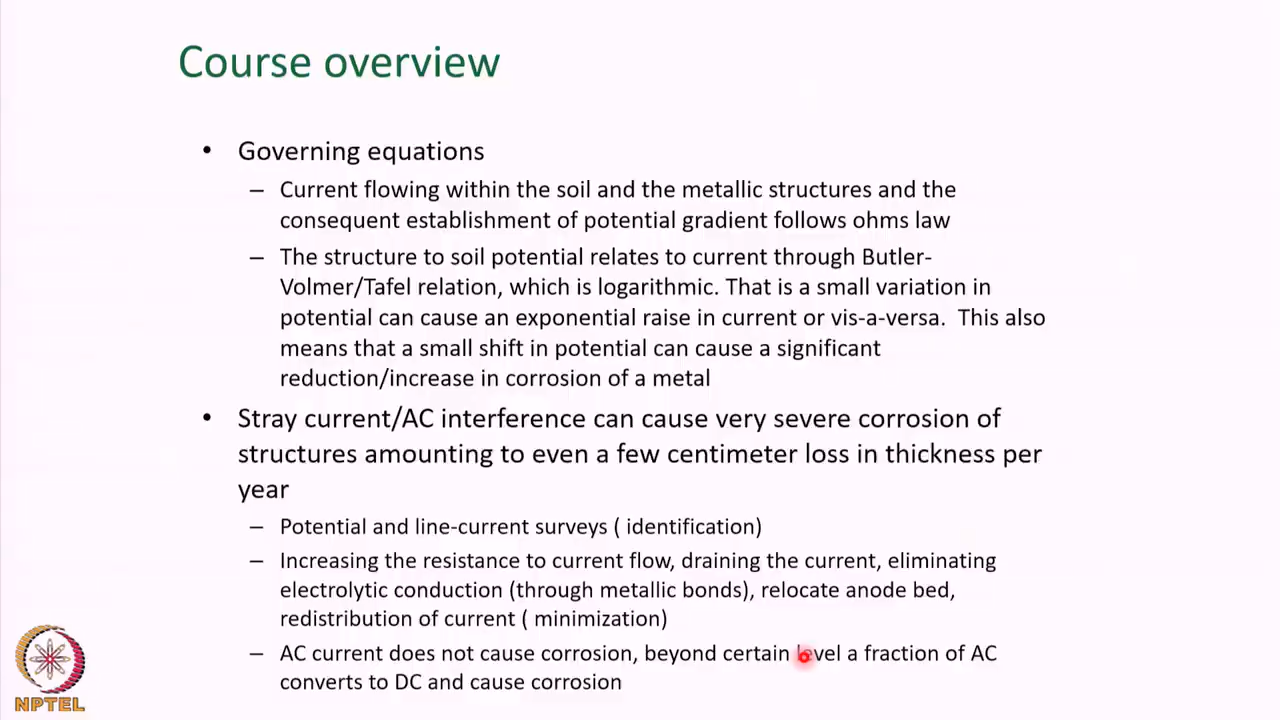 Course overview
• Governing equations
– Current flowing within the soil and the metallic structures and the
consequent establishment of potential gradient follows ohms law
– The structure to soil potential relates to current through Butler-
Volmer/Tafel relation, which is logarithmic. That is a small variation in
potential can cause an exponential raise in current or vis-a-versa.  This also
means that a small shift in potential can cause a significant
reduction/increase in corrosion of a metal
• Stray current/AC interference can cause very severe corrosion of
structures amounting to even a few centimeter loss in thickness per
year
– Potential and line-current surveys ( identification)
– Increasing the resistance to current flow, draining the current, eliminating
electrolytic conduction (through metallic bonds), relocate anode bed,
redistribution of current ( minimization)
– AC current does not cause corrosion, beyond certain level a fraction of AC
converts to DC and cause corrosion
NPTEL